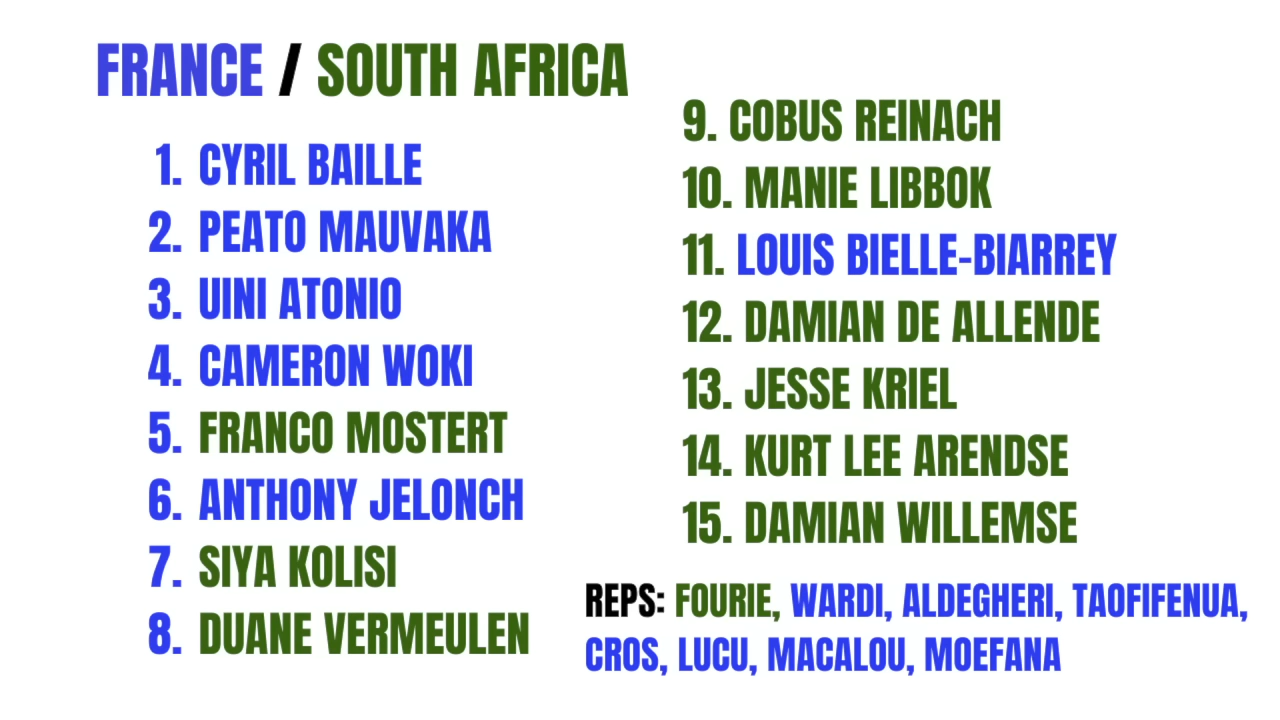 FRANCE / SOUTH AFRICA
1. CYRIL BAILLE
2. PEATO MAUVAKA
3. UINI ATONIO
4. CAMERON WOKI
5. FRANCO MOSTERT
6. ANTHONY JELONCH
7. SIYA KOLISI
8. DUANE VERMEULEN
9. COBUS REINACH
10. MANIE LIBBOK
11. LOUIS BIELLE-BIARREY
12. DAMIAN DE ALLENDE
13. JESSE KRIEL
14. KURT LEE ARENDSE
15. DAMIAN WILLEMSE
REPS: FOURIE, WARDI, ALDEGHERI, TAOFIFENUA,
CROS, LUCU, MACALOU, MOEFANA